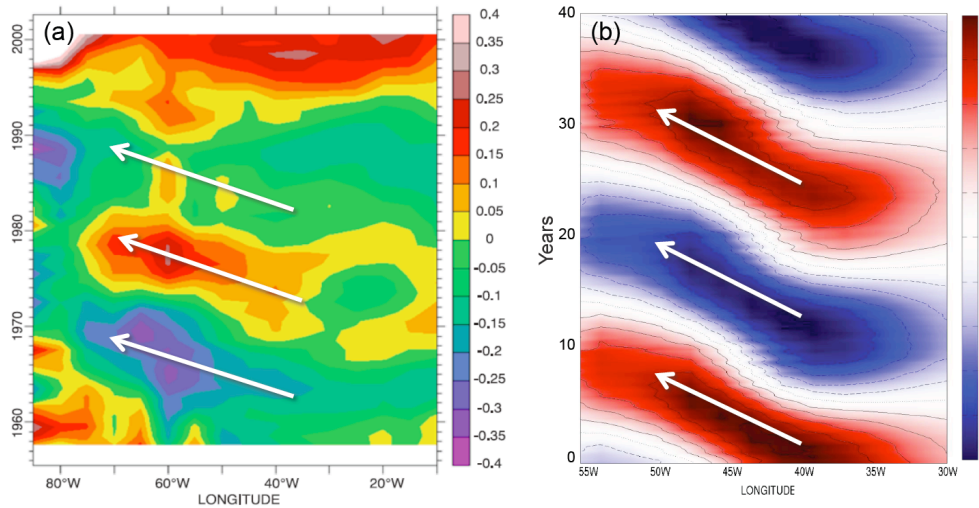 (a)
2000
1990
1980
1970
1960
80°W
60°W
40°W
20°W
LONGITUDE
0.4
0.35
0.3
0.25
0.2
0.15
0.1
0.05
0
-0.05
-0.1
-0.15
-0.2
-0.25
-0.3
-0.35
-0.4
(b)
Years
40
30
20
10
0
55W
50W
45W
40W
35W
30W
LONGITUDE